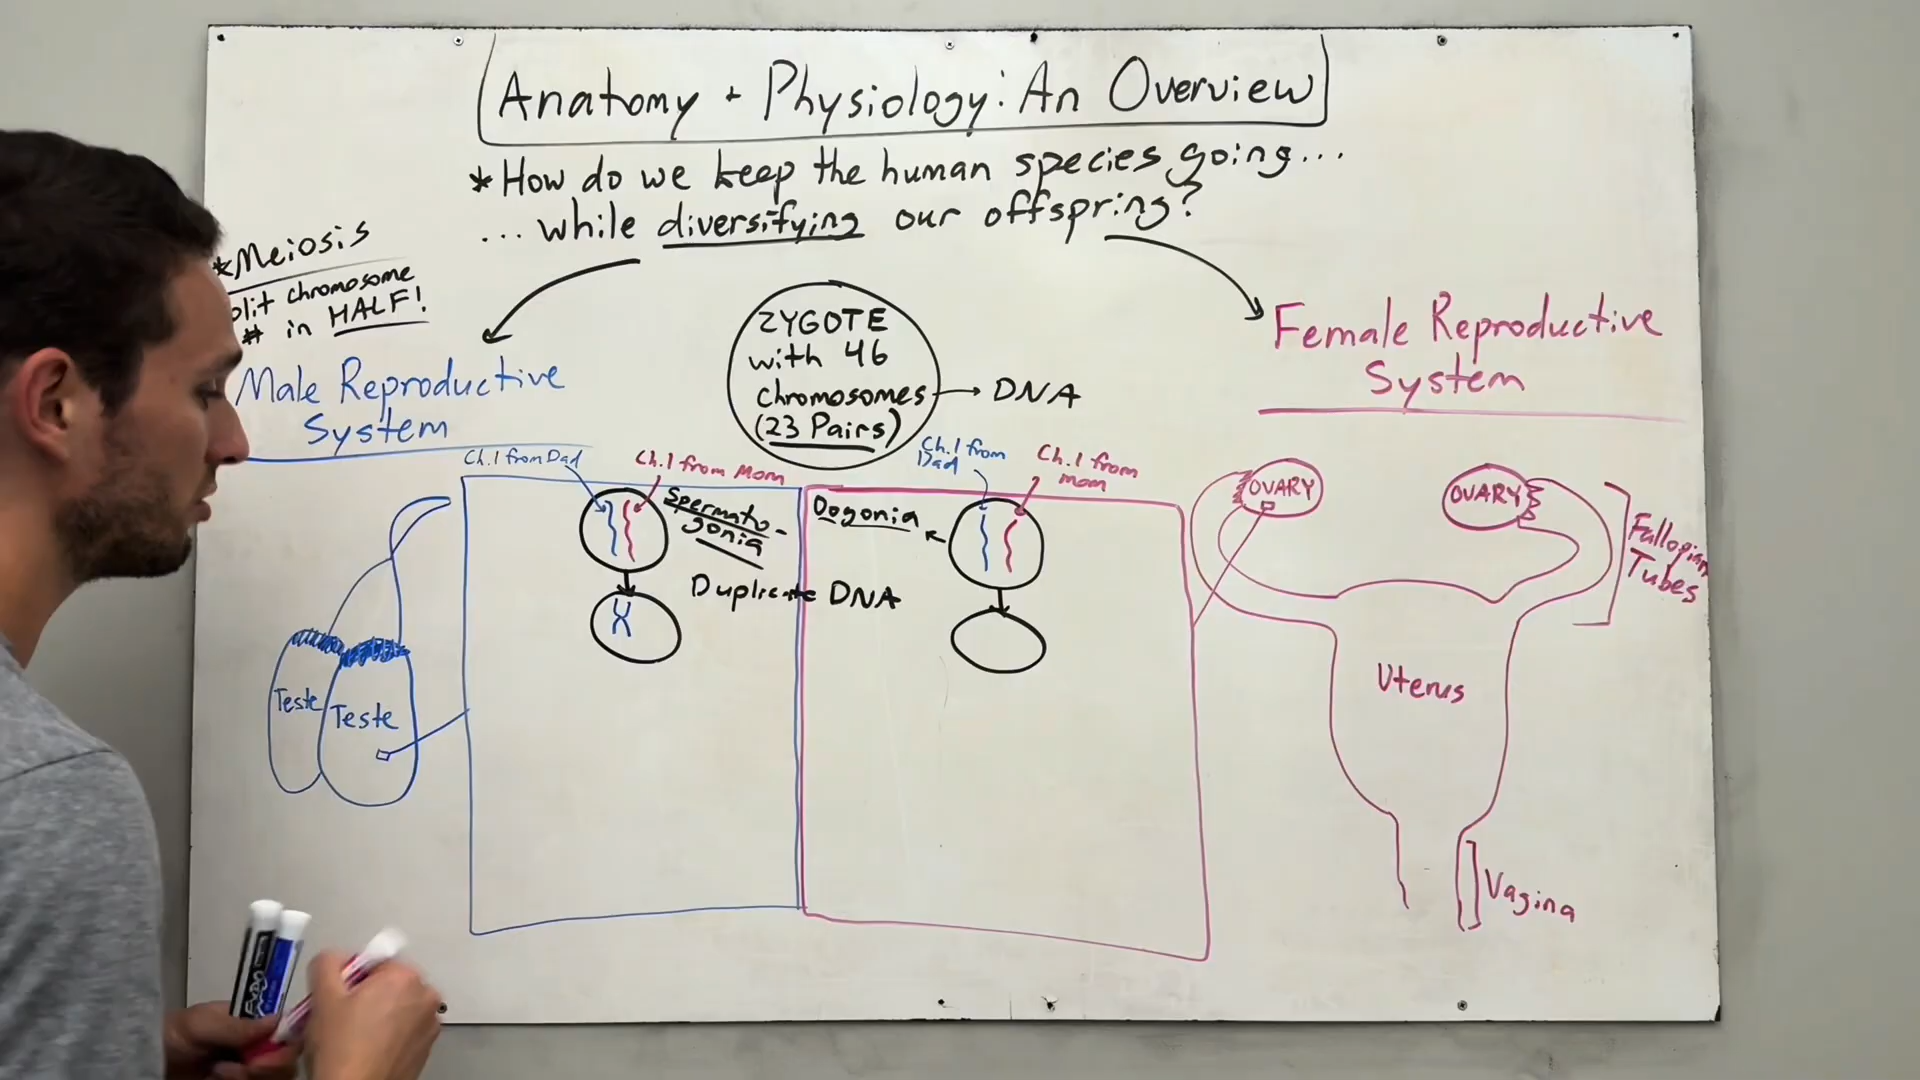 Anatomy + Physiology: An Overview
*How do we keep the human species going...
... while diversifying our offspring?
*Meiosis
plit chromosome
# in HALF!
Male Reproductive
System
ZYGOTE
with 46
chromosomes → DNA
(23 Pairs)
Female Reproductive
System
Ch.1 from Dad
Ch.1 from Mom
Spermato-
gonia
Duplicate DNA
Ch.1 from
Dad
Ch.1 from
mom
Oogonia
X
Teste
Teste
OVARY
OVARY
Fallopian
Tubes
Uterus
Vagina
EXPO